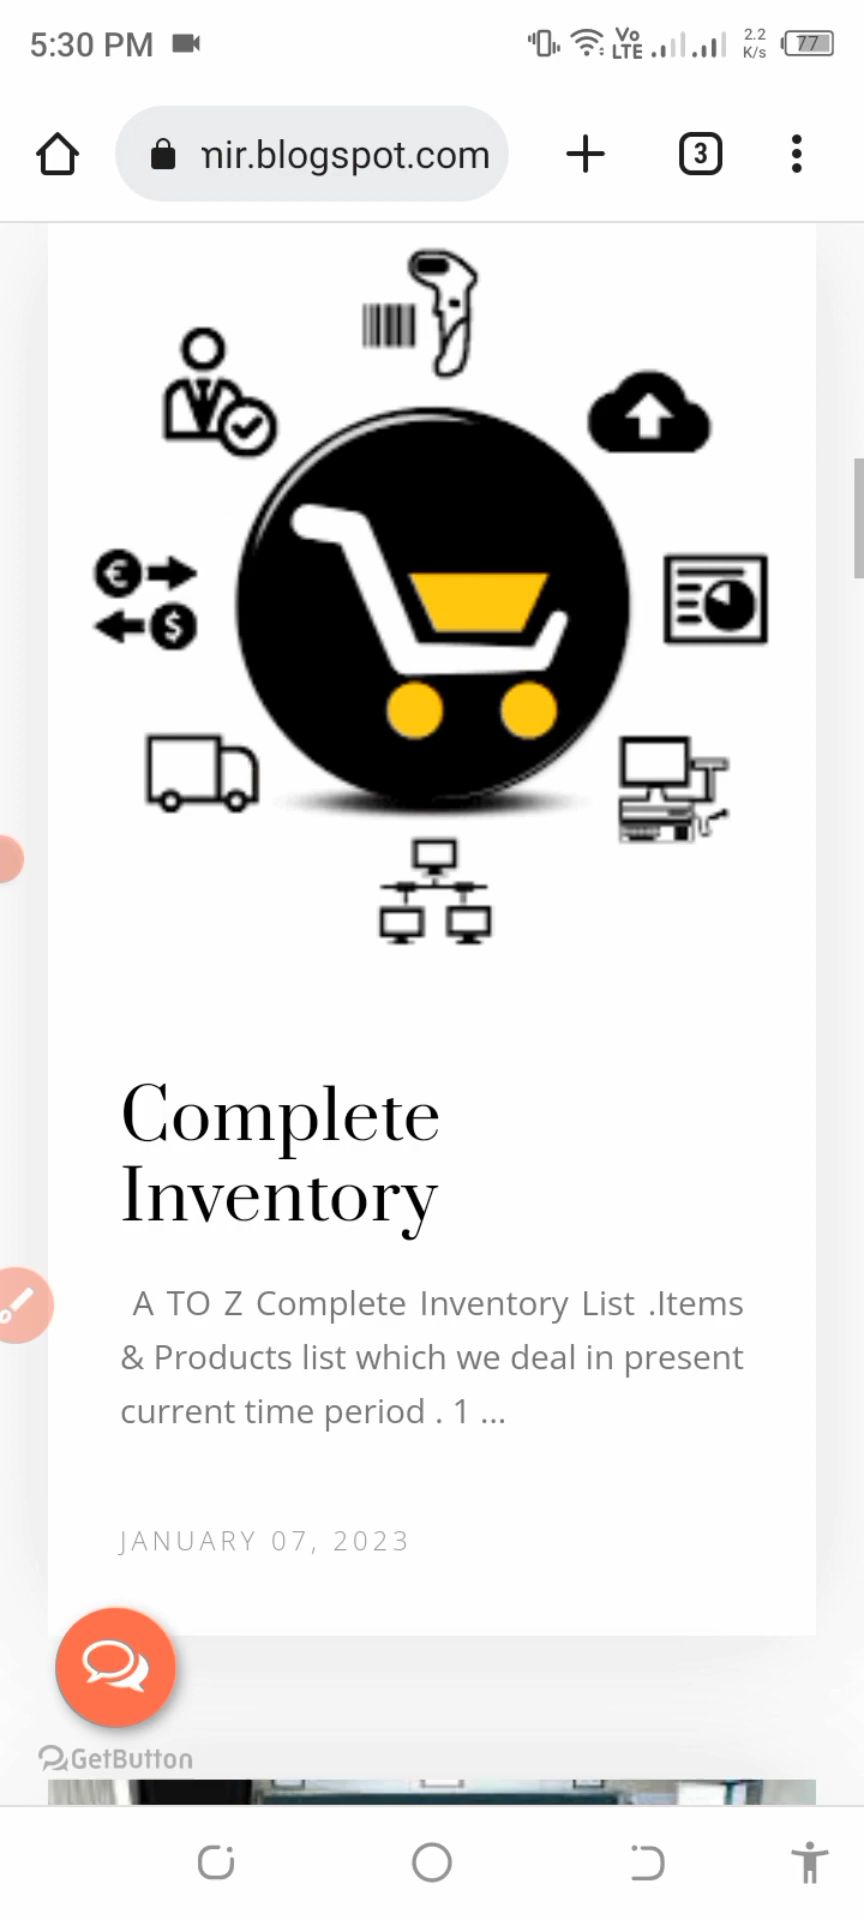 5:30 PM
Vo LTE 2.2 K/s 77
nir.blogspot.com
3
€
$
Complete
Inventory
A TO Z Complete Inventory List .Items
& Products list which we deal in present
current time period . 1 ...
JANUARY 07, 2023
GetButton